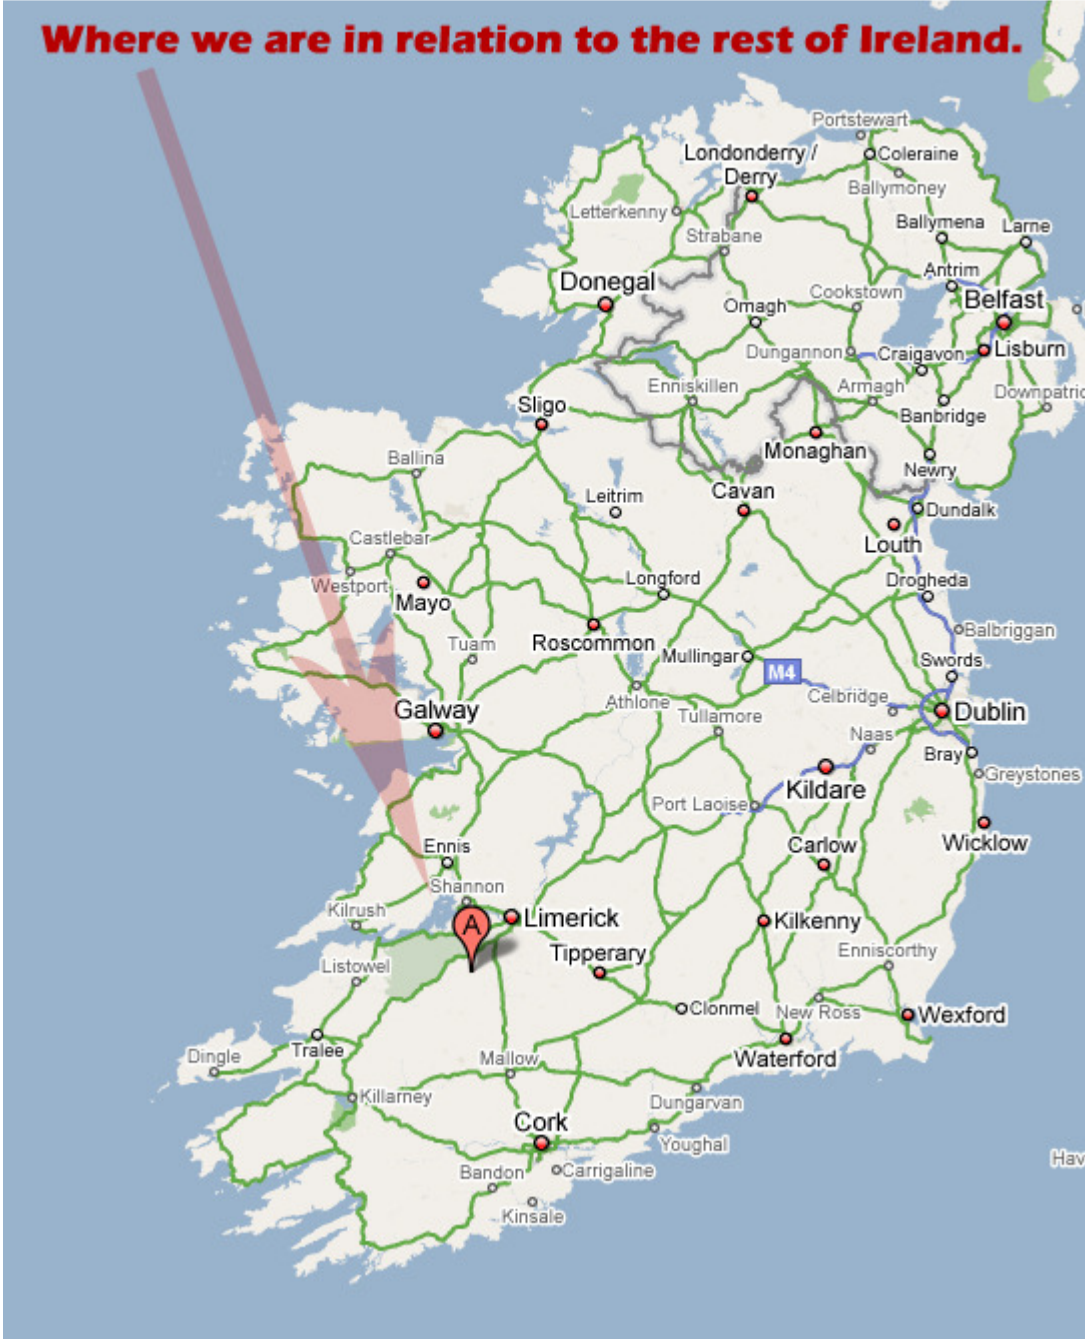 Where we are in relation to the rest of Ireland.
Portstewart
Londonderry /
Derry
Coleraine
Ballymoney
Letterkenny
Ballymena
Larne
Strabane
Antrim
Donegal
Cookstown
Belfast
Omagh
Dungannon
Craigavon
Lisburn
Enniskillen
Armagh
Downpatric
Sligo
Banbridge
Monaghan
Ballina
Newry
Leitrim
Cavan
Dundalk
Castlebar
Louth
Westport
Longford
Drogheda
Mayo
Balbriggan
Tuam
Roscommon
Mullingar
Swords
M4
Athlone
Celbridge
Galway
Tullamore
Dublin
Naas
Bray
Greystones
Kildare
Port Laoise
Ennis
Carlow
Wicklow
Shannon
Kilrush
Limerick
Kilkenny
A
Tipperary
Enniscorthy
Listowel
Clonmel
New Ross
Wexford
Tralee
Dingle
Mallow
Waterford
Killarney
Dungarvan
Cork
Youghal
Hav
Bandon
Carrigaline
Kinsale